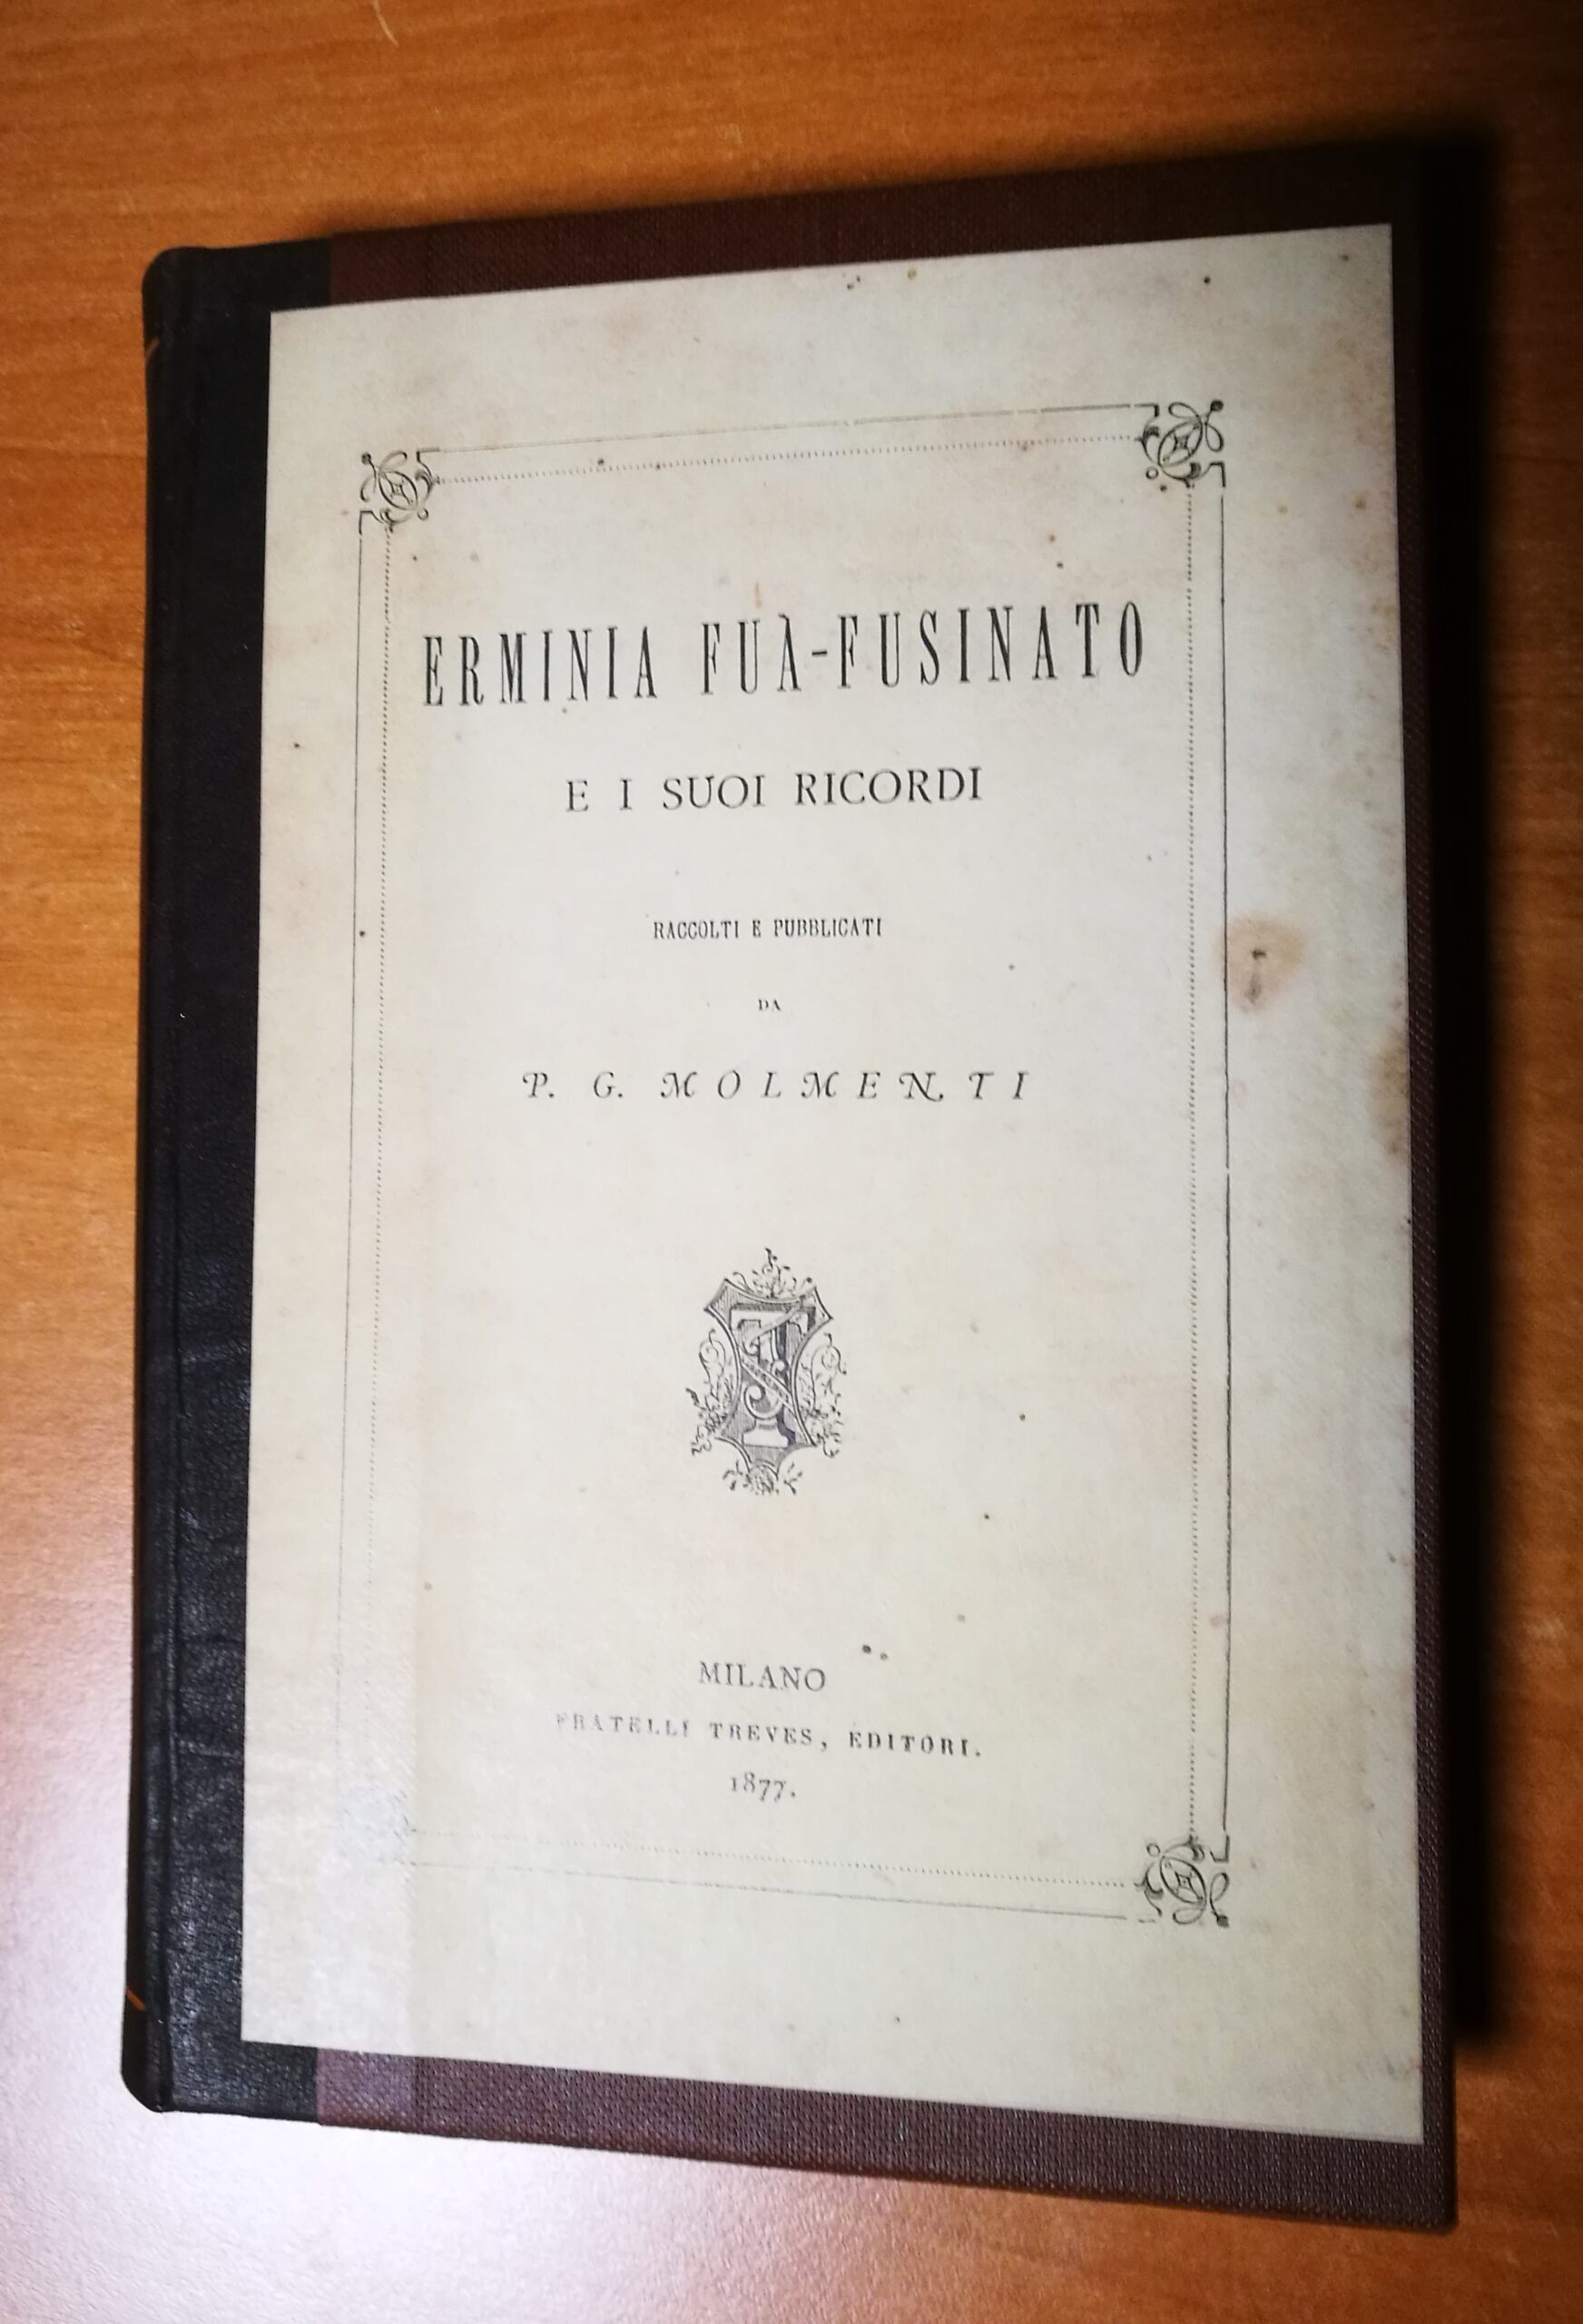 ERMINIA FUÀ-FUSINATO
E I SUOI RICORDI
RACCOLTI E PUBBLICATI
DA
P. G. MOLMENTI
MILANO
FRATELLI TREVES, EDITORI.
1877.